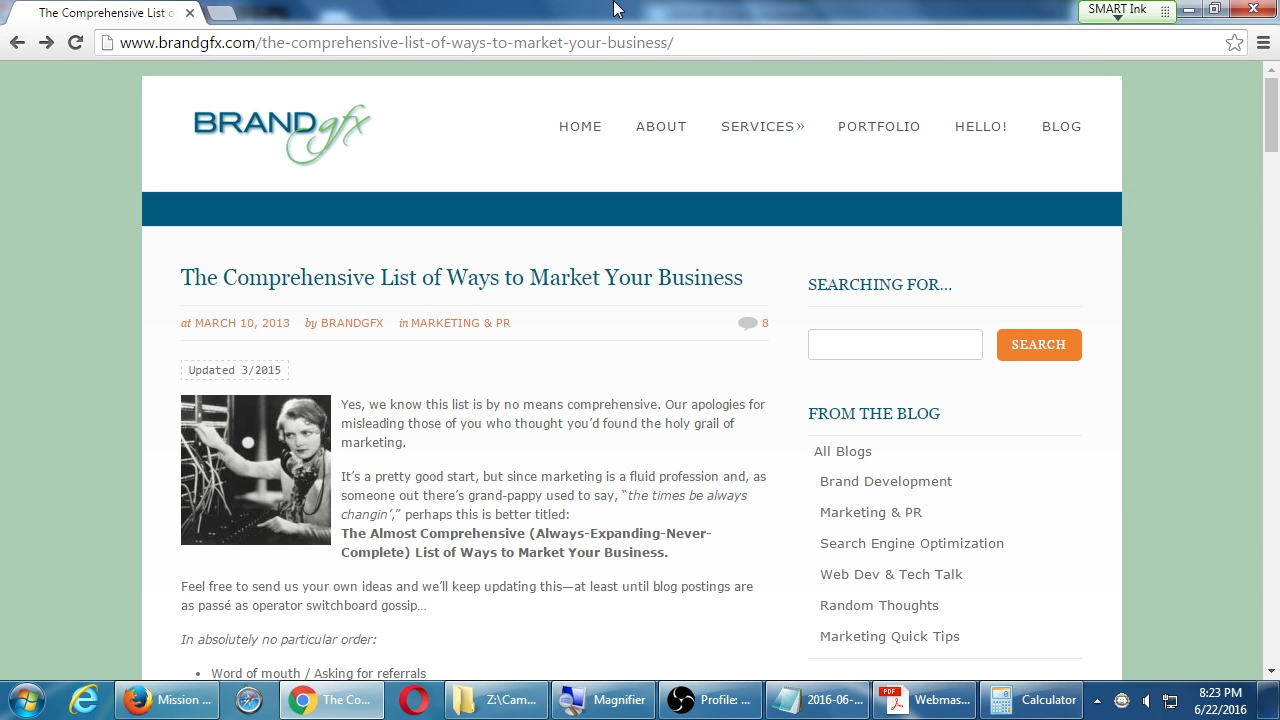 The Comprehensive List o
SMART Ink
www.brandgfx.com/the-comprehensive-list-of-ways-to-market-your-business/
BRANDgfx
HOME ABOUT SERVICES» PORTFOLIO HELLO! BLOG
The Comprehensive List of Ways to Market Your Business
at MARCH 10, 2013 by BRANDGFX in MARKETING & PR 8
Updated 3/2015
Yes, we know this list is by no means comprehensive. Our apologies for
misleading those of you who thought you’d found the holy grail of
marketing.
It’s a pretty good start, but since marketing is a fluid profession and, as
someone out there’s grand-pappy used to say, “the times be always
changin’,” perhaps this is better titled:
The Almost Comprehensive (Always-Expanding-Never-
Complete) List of Ways to Market Your Business.
Feel free to send us your own ideas and we’ll keep updating this—at least until blog postings are
as passé as operator switchboard gossip…
In absolutely no particular order:
• Word of mouth / Asking for referrals
SEARCHING FOR…
SEARCH
FROM THE BLOG
All Blogs
Brand Development
Marketing & PR
Search Engine Optimization
Web Dev & Tech Talk
Random Thoughts
Marketing Quick Tips
Mission ...
The Co...
Z:\Cam...
Magnifier
Profile: ...
2016-06-...
PDF
Webmas...
Calculator
8:23 PM
6/22/2016